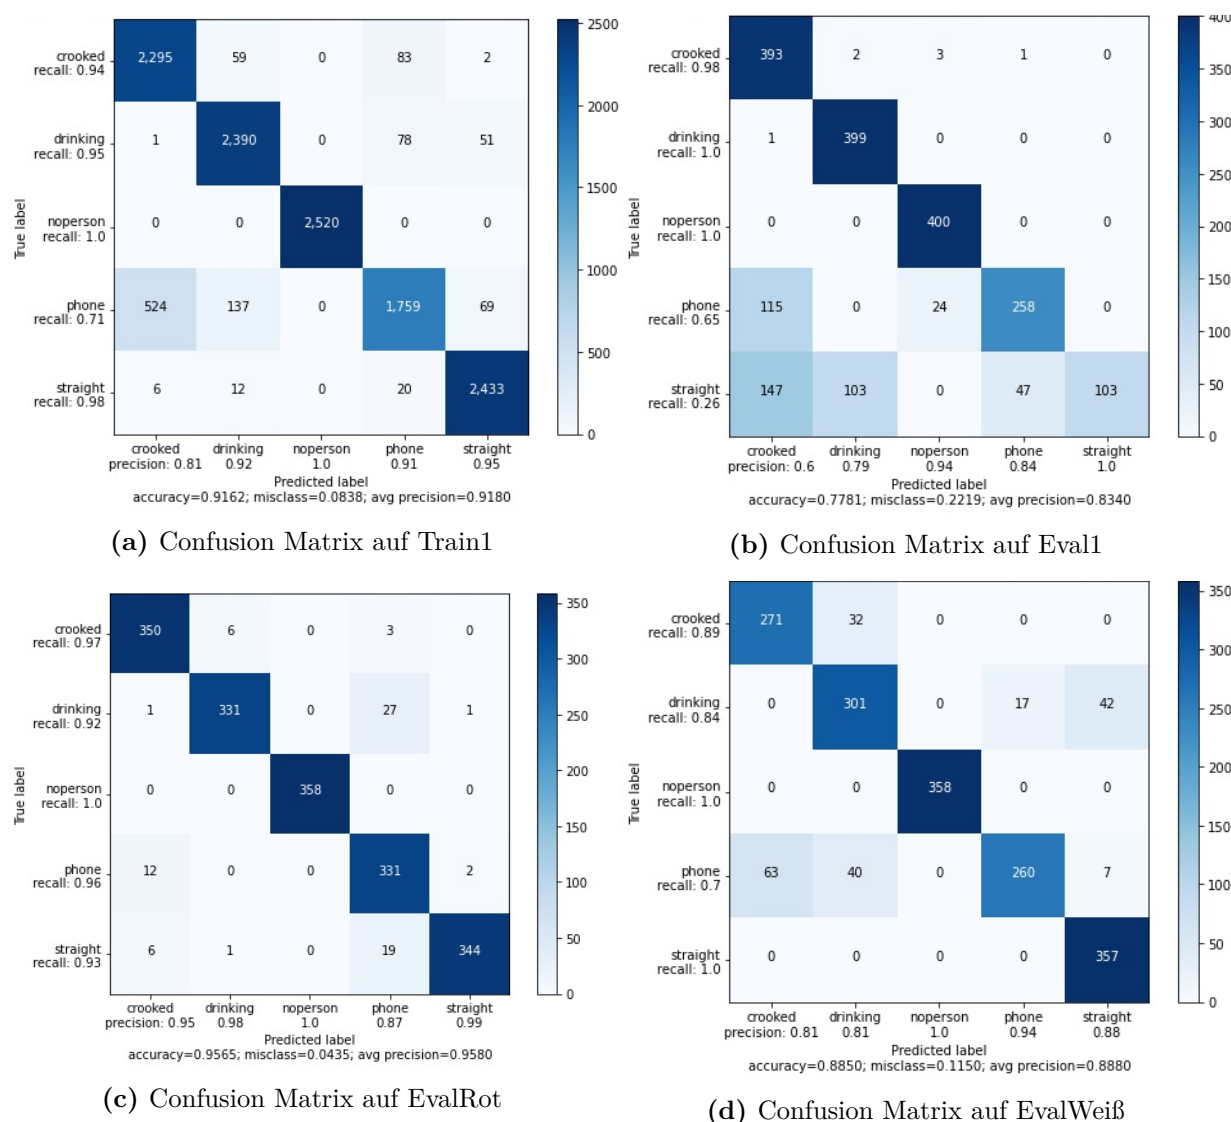 crooked
recall: 0.94
2,295 59 0 83 2
drinking
recall: 0.95
1 2,390 0 78 51
noperson
recall: 1.0
0 0 2,520 0 0
phone
recall: 0.71
524 137 0 1,759 69
straight
recall: 0.98
6 12 0 20 2,433
True label
2500
2000
1500
1000
500
0
crooked drinking noperson phone straight
precision: 0.81 0.92 1.0 0.91 0.95
Predicted label
accuracy=0.9162; misclass=0.0838; avg precision=0.9180
(a) Confusion Matrix auf Train1
crooked
recall: 0.98
393 2 3 1 0
drinking
recall: 1.0
1 399 0 0 0
noperson
recall: 1.0
0 0 400 0 0
phone
recall: 0.65
115 0 24 258 0
straight
recall: 0.26
147 103 0 47 103
True label
400
350
300
250
200
150
100
50
0
crooked drinking noperson phone straight
precision: 0.6 0.79 0.94 0.84 1.0
Predicted label
accuracy=0.7781; misclass=0.2219; avg precision=0.8340
(b) Confusion Matrix auf Eval1
crooked
recall: 0.97
350 6 0 3 0
drinking
recall: 0.92
1 331 0 27 1
noperson
recall: 1.0
0 0 358 0 0
phone
recall: 0.96
12 0 0 331 2
straight
recall: 0.93
6 1 0 19 344
True label
350
300
250
200
150
100
50
0
crooked drinking noperson phone straight
precision: 0.95 0.98 1.0 0.87 0.99
Predicted label
accuracy=0.9565; misclass=0.0435; avg precision=0.9580
(c) Confusion Matrix auf EvalRot
crooked
recall: 0.89
271 32 0 0 0
drinking
recall: 0.84
0 301 0 17 42
noperson
recall: 1.0
0 0 358 0 0
phone
recall: 0.7
63 40 0 260 7
straight
recall: 1.0
0 0 0 0 357
True label
350
300
250
200
150
100
50
0
crooked drinking noperson phone straight
precision: 0.81 0.81 1.0 0.94 0.88
Predicted label
accuracy=0.8850; misclass=0.1150; avg precision=0.8880
(d) Confusion Matrix auf EvalWeiß